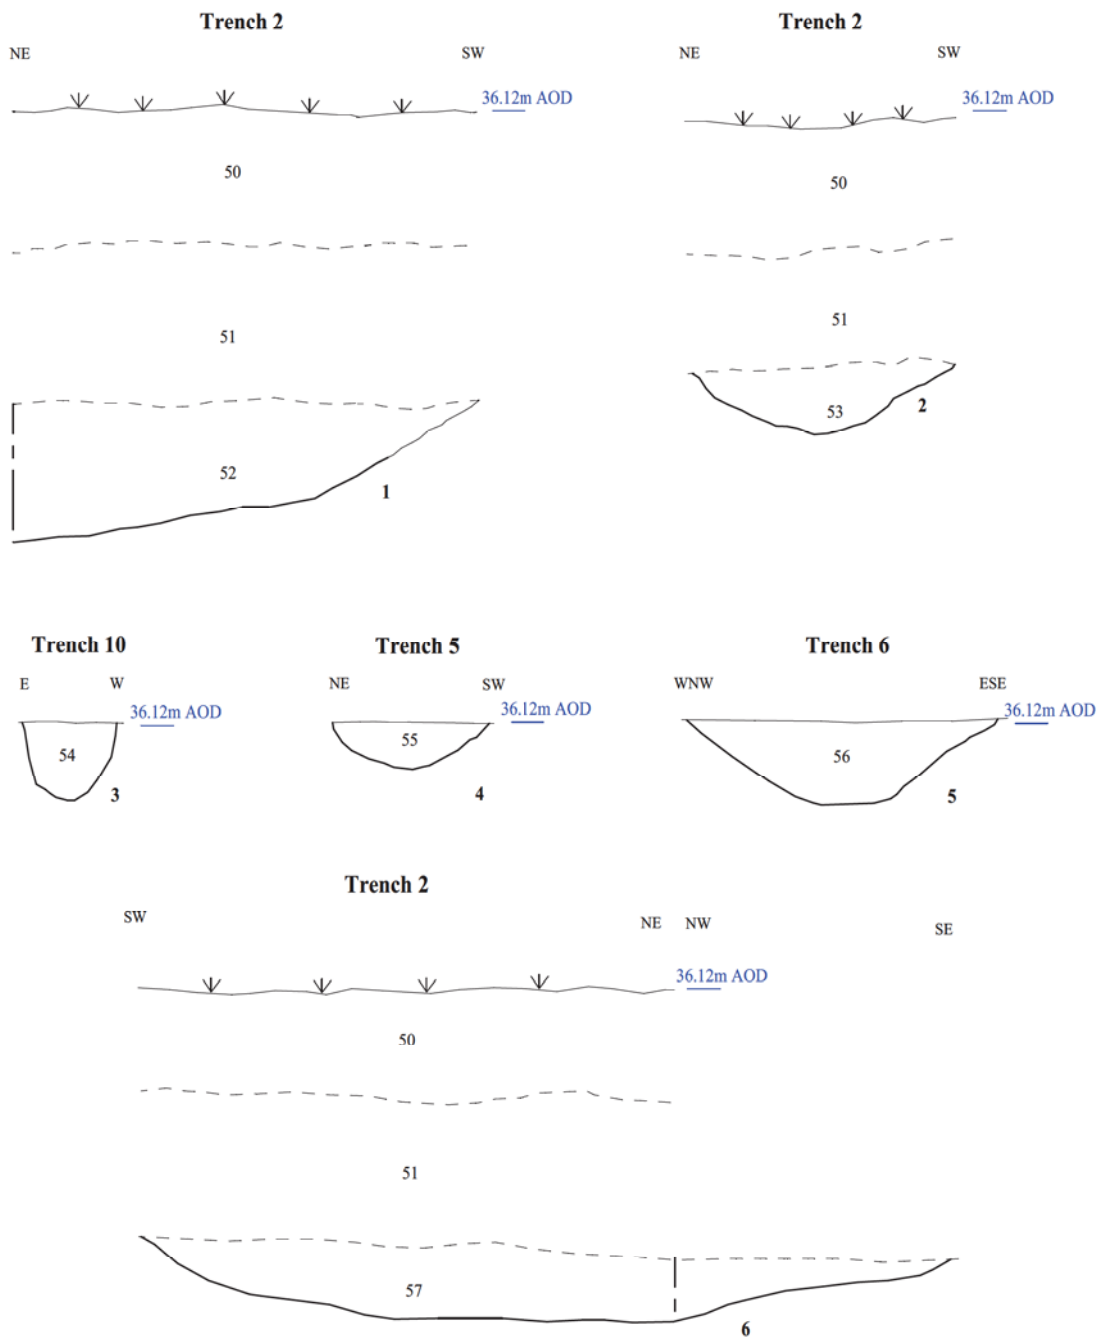 Trench 2
Trench 2
NE
SW
NE
SW
36.12m AOD
36.12m AOD
50
50
51
51
52
1
53
2
Trench 10
Trench 5
Trench 6
E
W
NE
SW
WNW
ESE
36.12m AOD
36.12m AOD
36.12m AOD
54
3
55
4
56
5
Trench 2
SW
NE
NW
SE
36.12m AOD
50
51
57
6